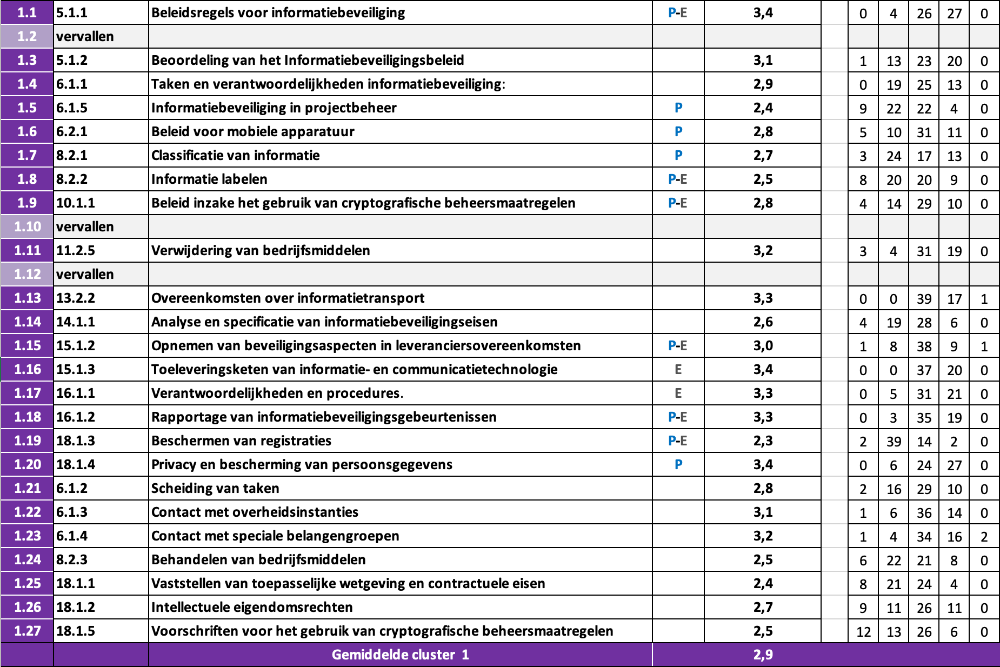 1.1 5.1.1 Beleidsregels voor informatiebeveiliging P-E 3,4 0 4 26 27 0
1.2 vervallen
1.3 5.1.2 Beoordeling van het Informatiebeveiligingsbeleid 3,1 1 13 23 20 0
1.4 6.1.1 Taken en verantwoordelijkheden informatiebeveiliging: 2,9 0 19 25 13 0
1.5 6.1.5 Informatiebeveiliging in projectbeheer P 2,4 9 22 22 4 0
1.6 6.2.1 Beleid voor mobiele apparatuur P 2,8 5 10 31 11 0
1.7 8.2.1 Classificatie van informatie P 2,7 3 24 17 13 0
1.8 8.2.2 Informatie labelen P-E 2,5 8 20 20 9 0
1.9 10.1.1 Beleid inzake het gebruik van cryptografische beheersmaatregelen P-E 2,8 4 14 29 10 0
1.10 vervallen
1.11 11.2.5 Verwijdering van bedrijfsmiddelen 3,2 3 4 31 19 0
1.12 vervallen
1.13 13.2.2 Overeenkomsten over informatietransport 3,3 0 0 39 17 1
1.14 14.1.1 Analyse en specificatie van informatiebeveiligingseisen 2,6 4 19 28 6 0
1.15 15.1.2 Opnemen van beveiligingsaspecten in leveranciersovereenkomsten P-E 3,0 1 8 38 9 1
1.16 15.1.3 Toeleveringsketen van informatie- en communicatietechnologie E 3,4 0 0 37 20 0
1.17 16.1.1 Verantwoordelijkheden en procedures. E 3,3 0 5 31 21 0
1.18 16.1.2 Rapportage van informatiebeveiligingsgebeurtenissen P-E 3,3 0 3 35 19 0
1.19 18.1.3 Beschermen van registraties P-E 2,3 2 39 14 2 0
1.20 18.1.4 Privacy en bescherming van persoonsgegevens P 3,4 0 6 24 27 0
1.21 6.1.2 Scheiding van taken 2,8 2 16 29 10 0
1.22 6.1.3 Contact met overheidsinstanties 3,1 1 6 36 14 0
1.23 6.1.4 Contact met speciale belangengroepen 3,2 1 4 34 16 2
1.24 8.2.3 Behandelen van bedrijfsmiddelen 2,5 6 22 21 8 0
1.25 18.1.1 Vaststellen van toepasselijke wetgeving en contractuele eisen 2,4 8 21 24 4 0
1.26 18.1.2 Intellectuele eigendomsrechten 2,7 9 11 26 11 0
1.27 18.1.5 Voorschriften voor het gebruik van cryptografische beheersmaatregelen 2,5 12 13 26 6 0
Gemiddelde cluster 1 2,9